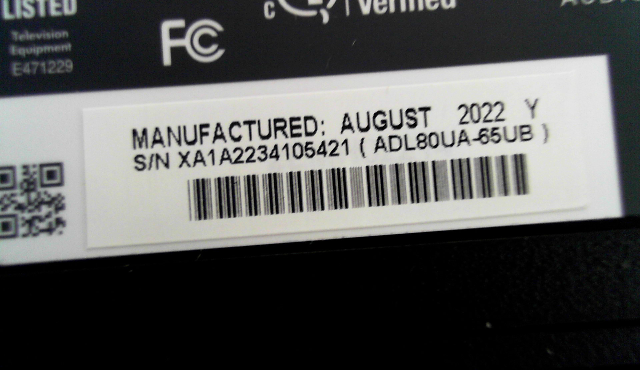 LISTED
Television
Equipment
E471229
FC
c
Verified
MANUFACTURED: AUGUST 2022 Y
S/N XA1A2234105421 ( ADL80UA-65UB )